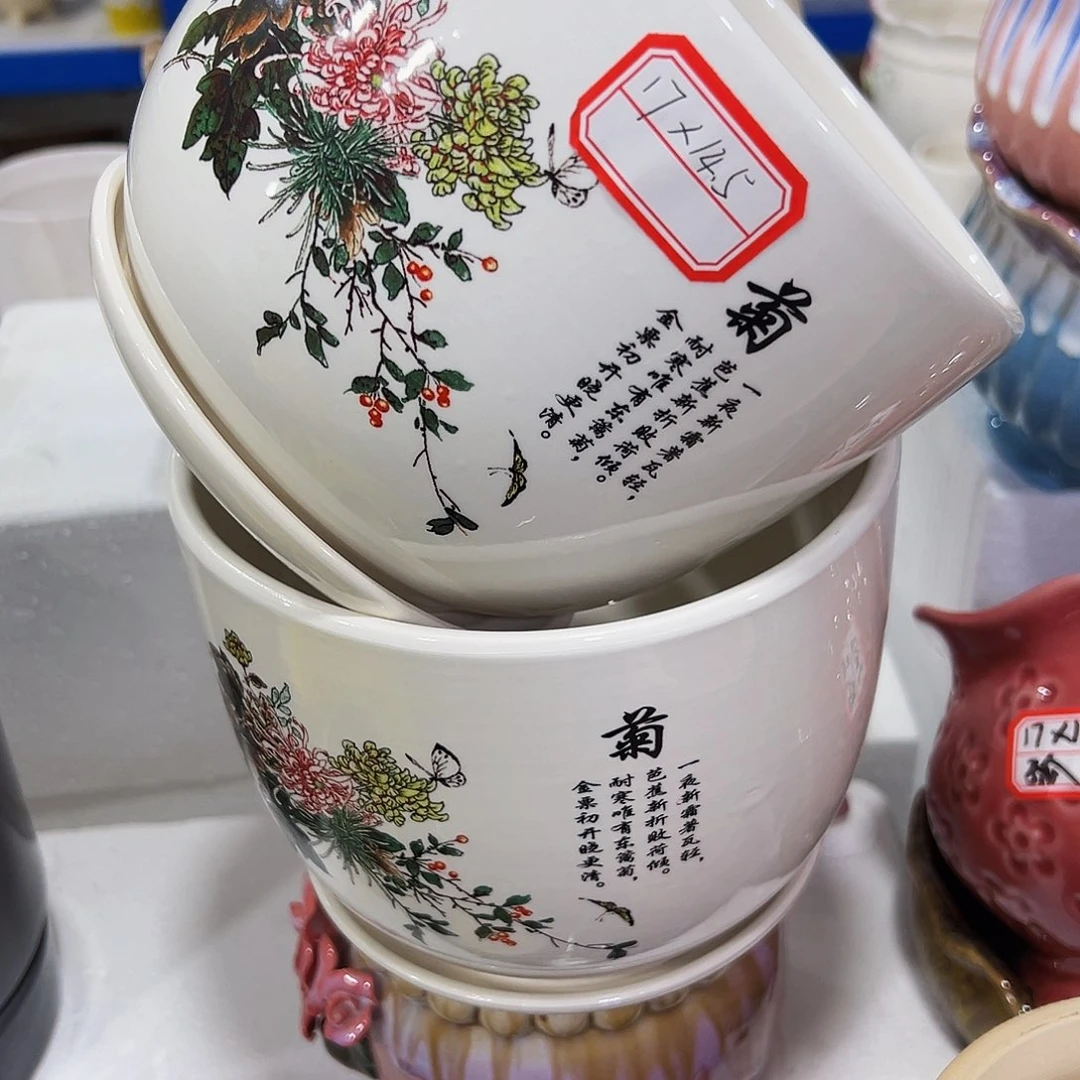 17×14.5
菊
一夜新霜著瓦轻,
芭蕉新折败荷倾。
耐寒唯有东篱菊,
金粟初开晓更清。
菊
一夜新霜著瓦轻,
芭蕉新折败荷倾。
耐寒唯有东篱菊,
金粟初开晓更清。
17×